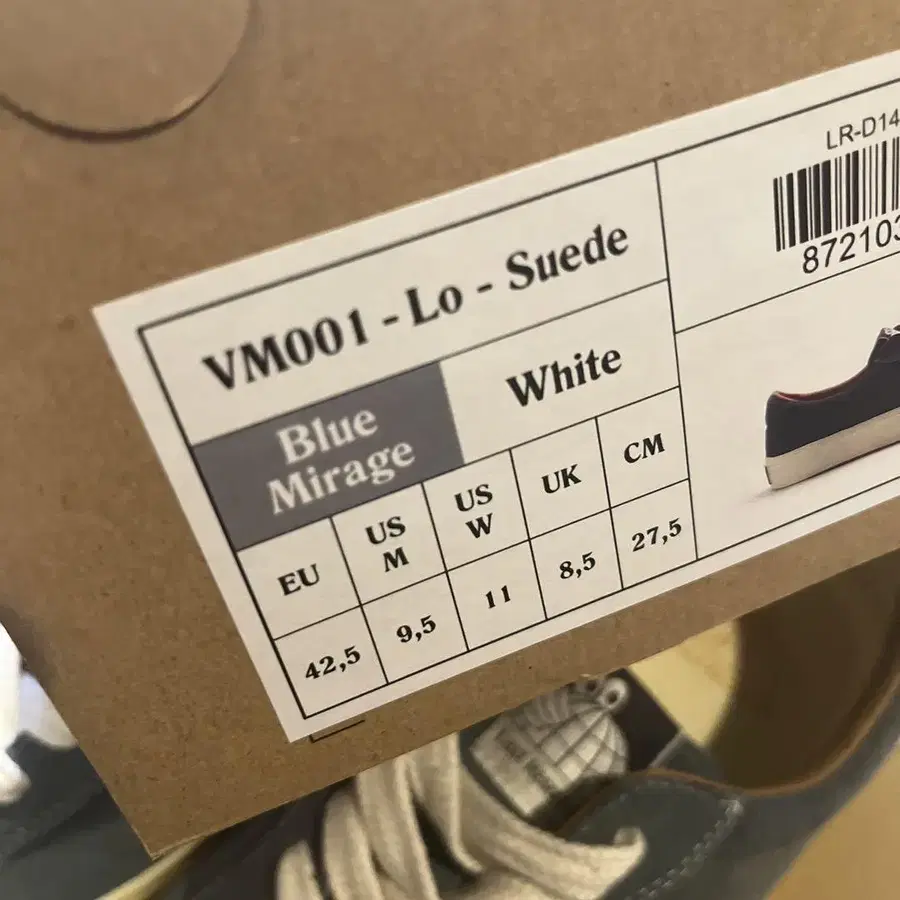 VM001 - Lo - Suede
Blue
Mirage
White
EU
US
M
US
W
UK
CM
42,5
9,5
11
8,5
27,5
LR-D14
872103